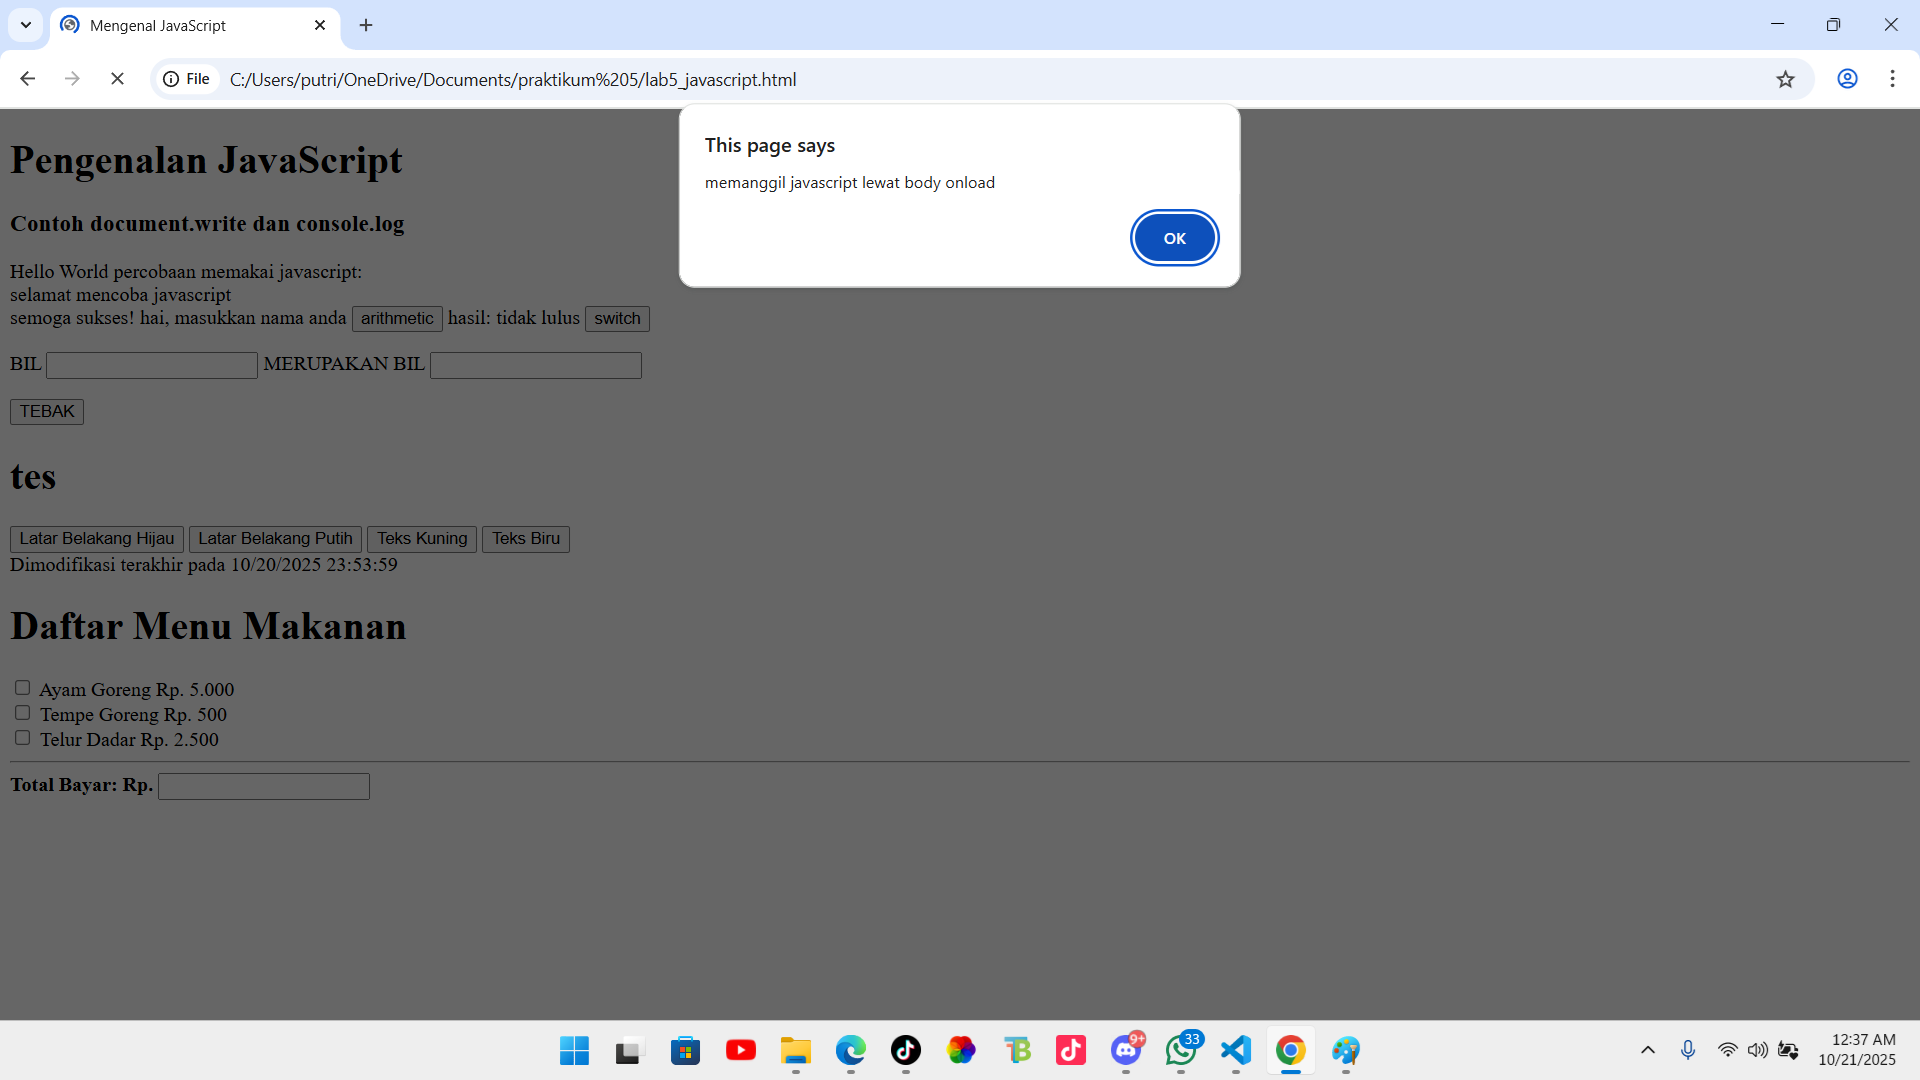 Mengenal JavaScript
File C:/Users/putri/OneDrive/Documents/praktikum%205/lab5_javascript.html
This page says
memanggil javascript lewat body onload
OK
Pengenalan JavaScript
Contoh document.write dan console.log
Hello World percobaan memakai javascript:
selamat mencoba javascript
semoga sukses! hai, masukkan nama anda arithmetic hasil: tidak lulus switch
BIL MERUPAKAN BIL
TEBAK
tes
Latar Belakang Hijau Latar Belakang Putih Teks Kuning Teks Biru
Dimodifikasi terakhir pada 10/20/2025 23:53:59
Daftar Menu Makanan
Ayam Goreng Rp. 5.000
Tempe Goreng Rp. 500
Telur Dadar Rp. 2.500
Total Bayar: Rp.
TB 9+ 33
12:37 AM
10/21/2025